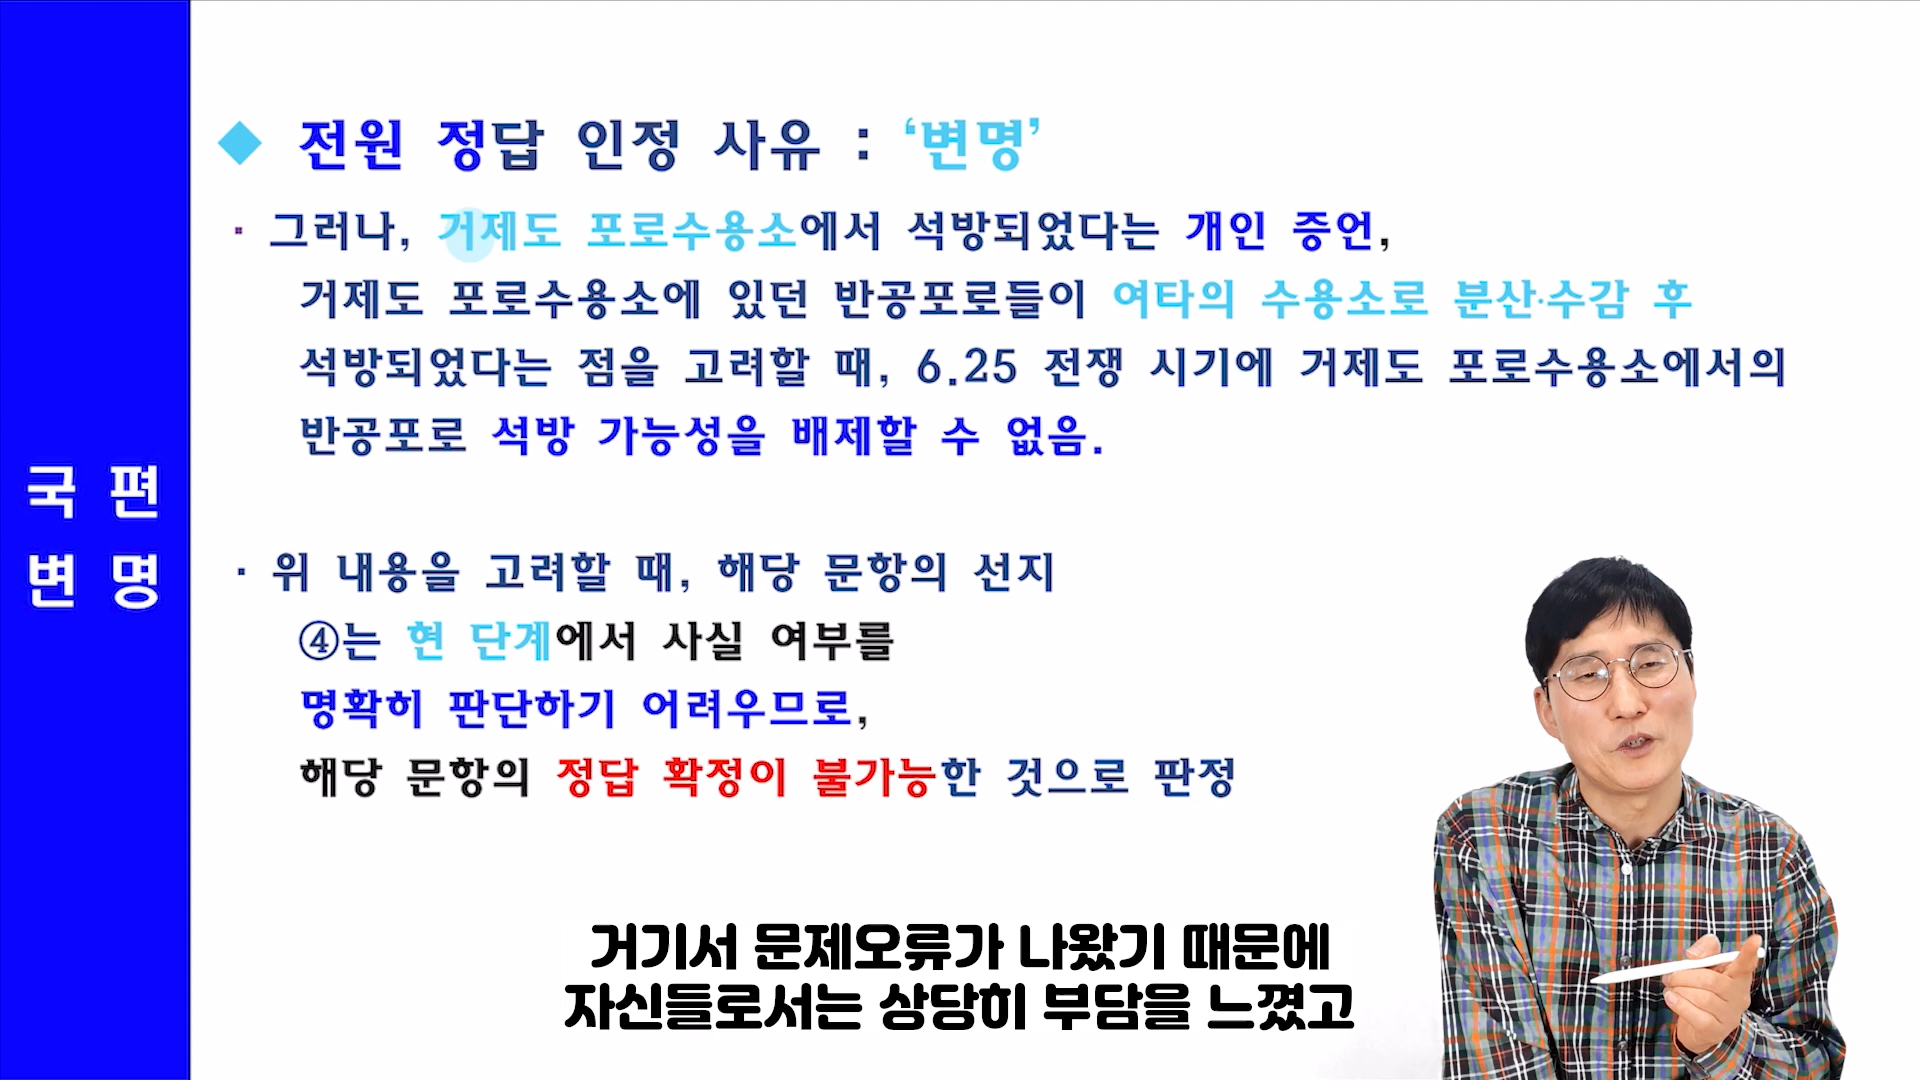 국 편
변 명
◆ 전원 정답 인정 사유 : ‘변명’
· 그러나, 거제도 포로수용소에서 석방되었다는 개인 증언,
거제도 포로수용소에 있던 반공포로들이 여타의 수용소로 분산·수감 후
석방되었다는 점을 고려할 때, 6.25 전쟁 시기에 거제도 포로수용소에서의
반공포로 석방 가능성을 배제할 수 없음.
· 위 내용을 고려할 때, 해당 문항의 선지
④는 현 단계에서 사실 여부를
명확히 판단하기 어려우므로,
해당 문항의 정답 확정이 불가능한 것으로 판정
거기서 문제오류가 나왔기 때문에
자신들로서는 상당히 부담을 느꼈고